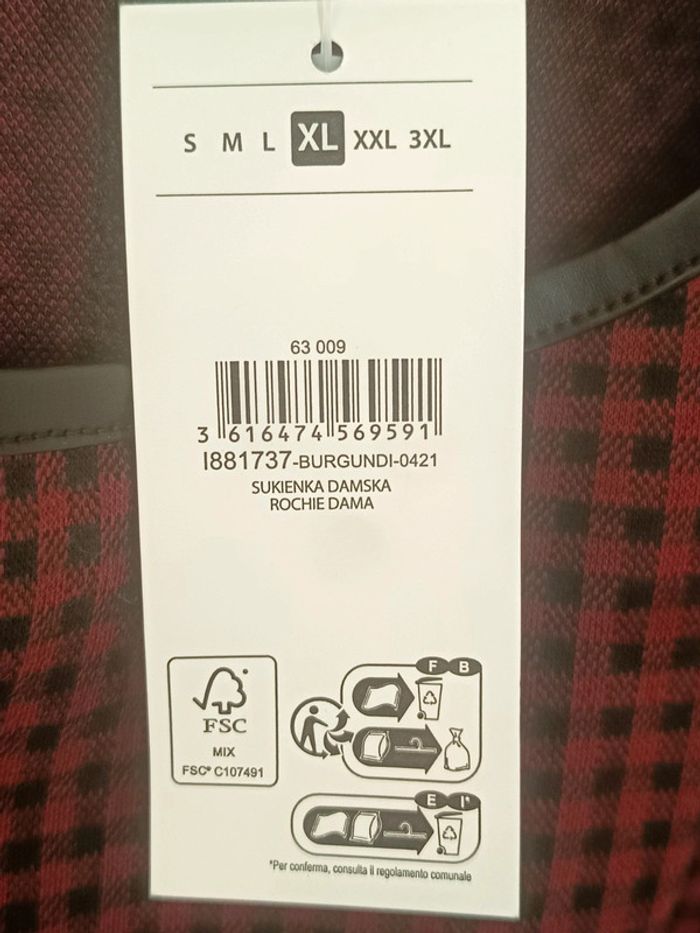 S M L XL XXL 3XL
63 009
3 616474 569591
I881737-BURGUNDI-0421
SUKIENKA DAMSKA
ROCHIE DAMA
FSC
MIX
FSC® C107491
F B
E I*
*Per conferma, consulta il regolamento comunale